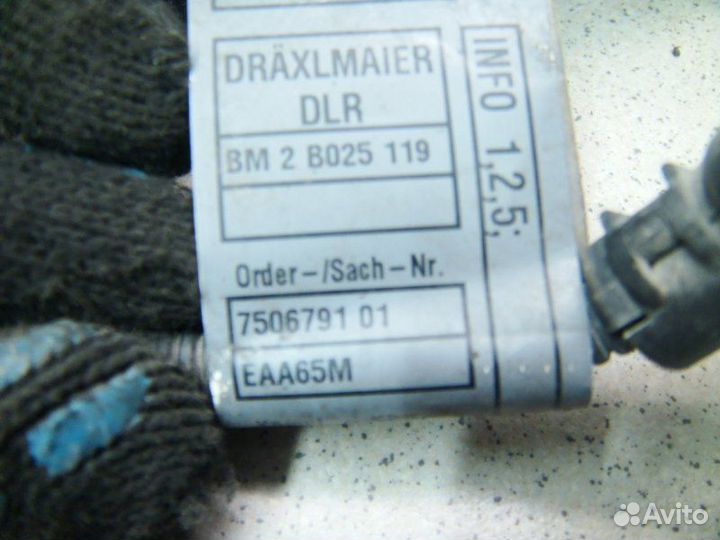 DRÄXLMAIER
DLR
BM 2 B025 119
Order-/Sach-Nr.
7506791 01
EAA65M
INFO 1,2,5;
Avito